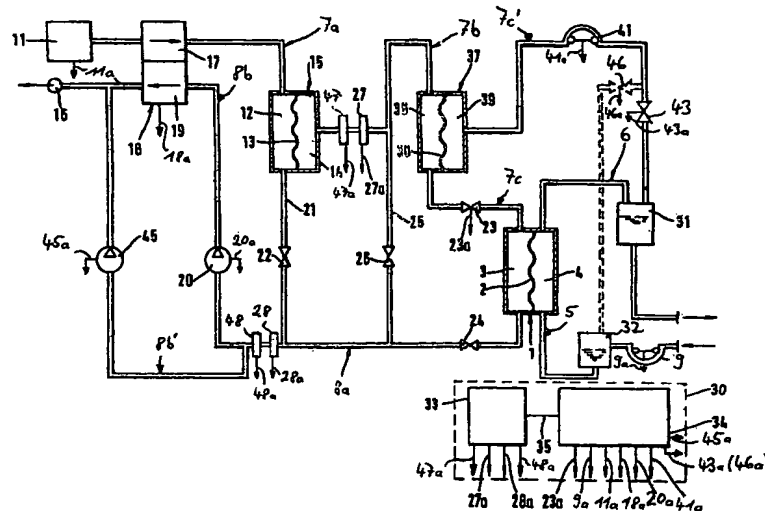 7a
7b
7c'
41
11
17
15
37
46
11a
8b
47
27
41a
46a
43
43a
16
18
19
12
39
6
18a
13
14
21
47a
27a
25
7c
31
45a
45
20a
22
26
23
23a
3
4
2
5
20
48
28
24
32
8b'
48a
28a
8a
1
9a
9
33
30
35
34
45a
47a
27a
28a
48a
23a
9a
11a
18a
20a
41a
43a (46a)